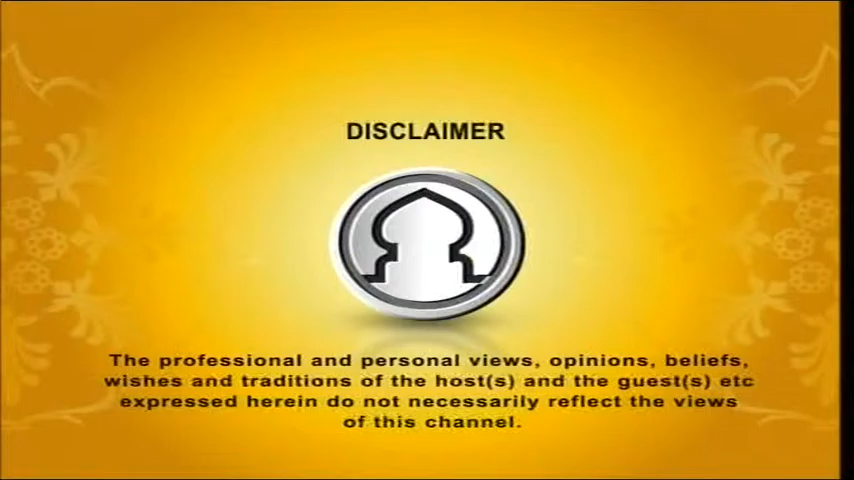 DISCLAIMER
The professional and personal views, opinions, beliefs,
wishes and traditions of the host(s) and the guest(s) etc
expressed herein do not necessarily reflect the views
of this channel.